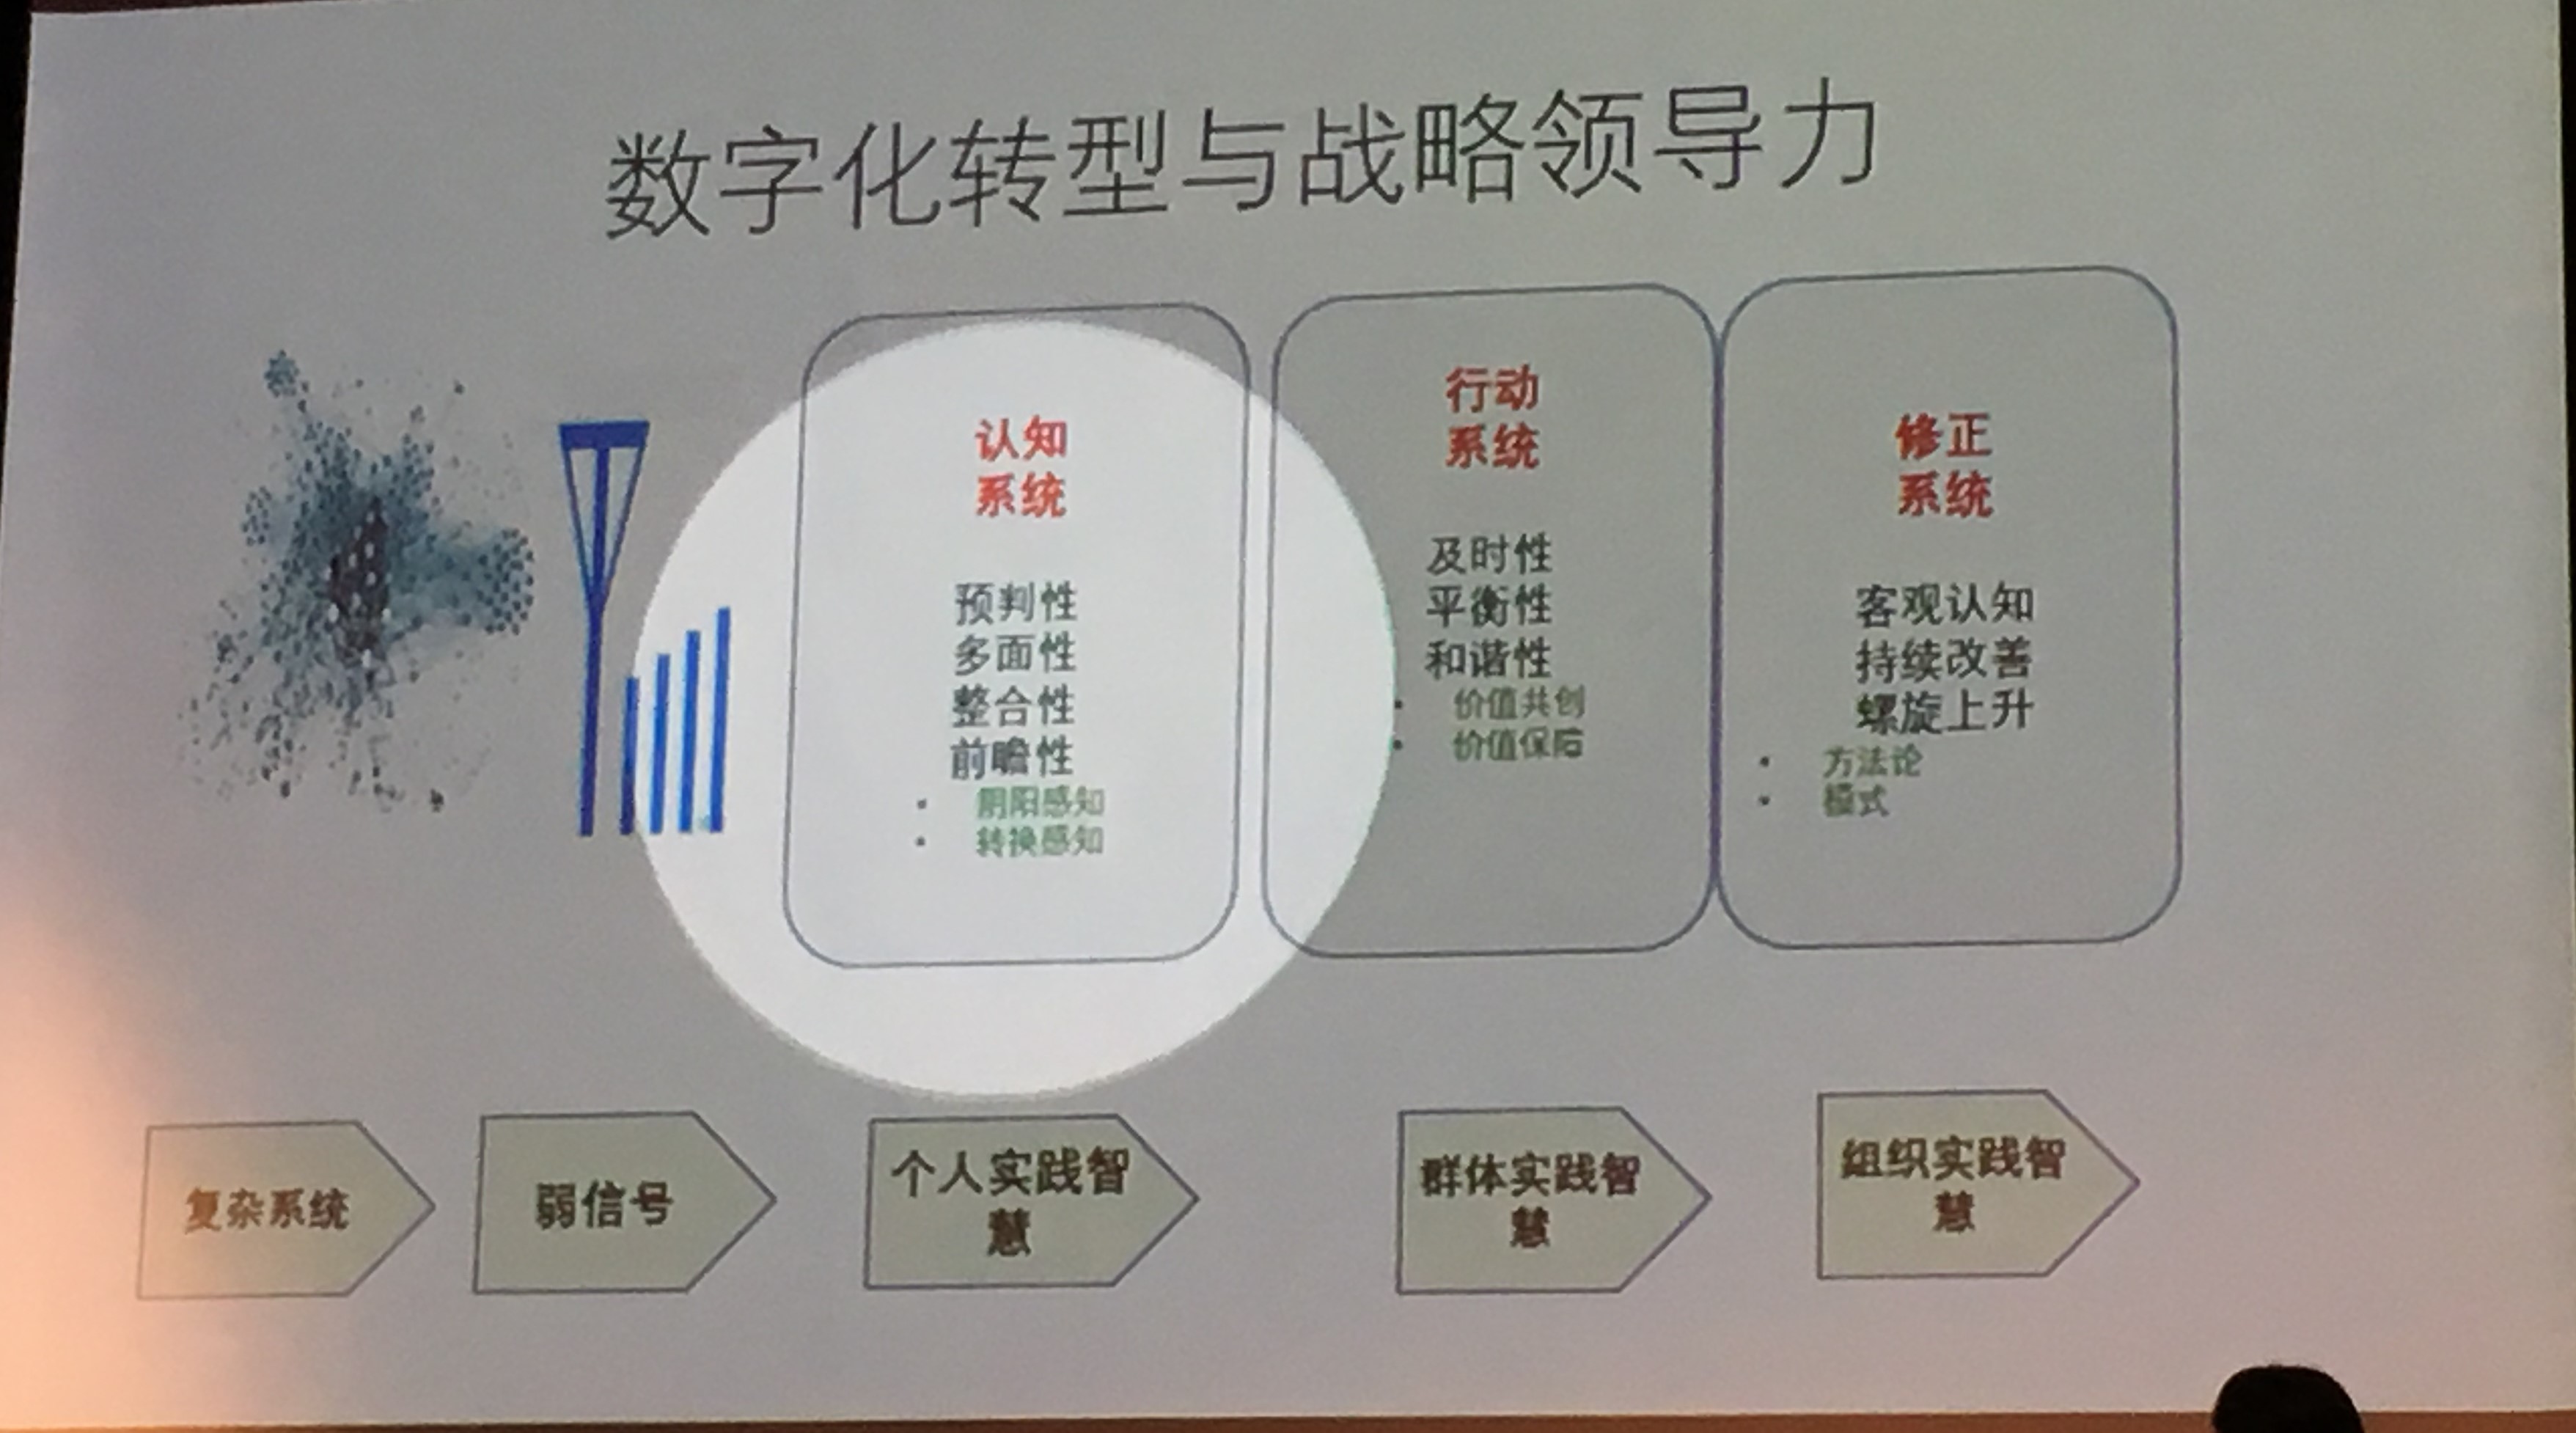 数字化转型与战略领导力
认知
系统
预判性
多面性
整合性
前瞻性
阴阳感知
转换感知
行动
系统
及时性
平衡性
和谐性
价值共创
价值保障
修正
系统
客观认知
持续改善
螺旋上升
方法论
模式
复杂系统
弱信号
个人实践智
慧
群体实践智
慧
组织实践智
慧